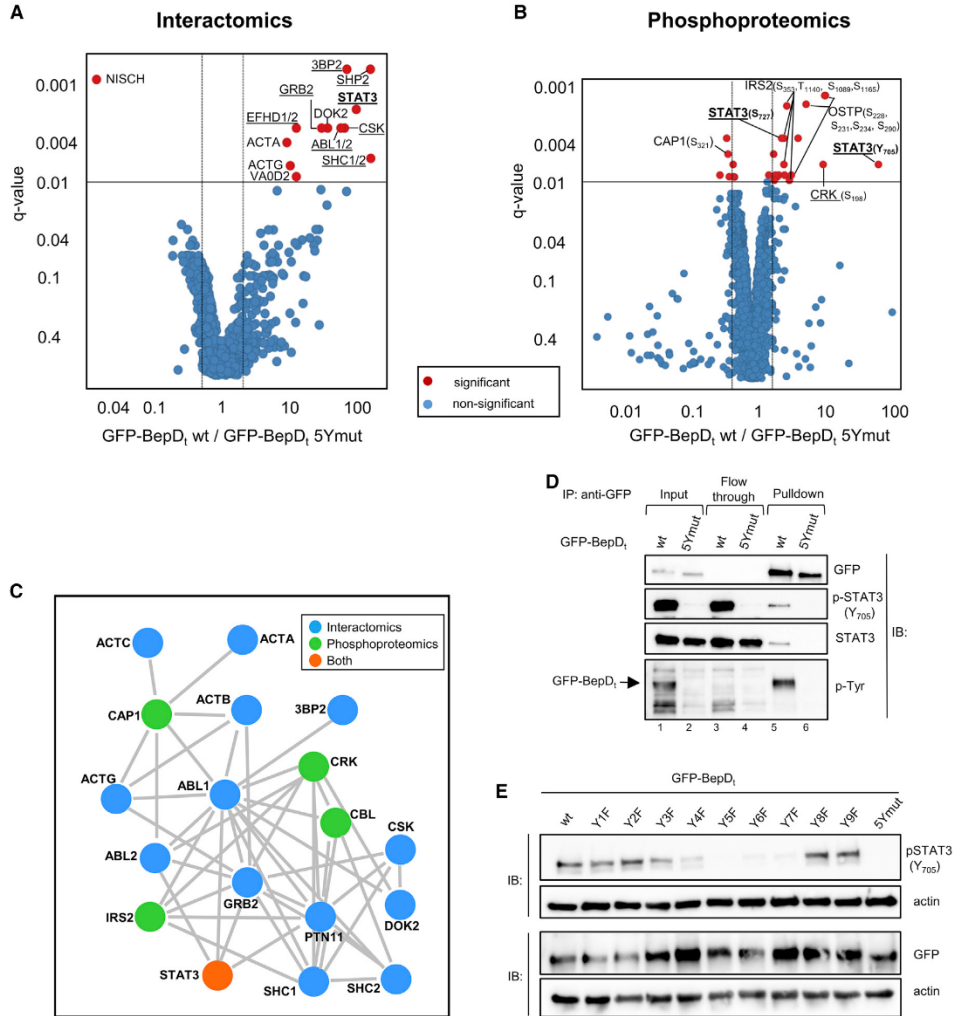 A
Interactomics
0.001
0.004
0.01
0.04
0.1
0.4
q-value
NISCH
3BP2
SHP2
GRB2
STAT3
DOK2
EFHD1/2
CSK
ACTA
ABL1/2
SHC1/2
ACTG
VA0D2
0.04
0.1
1
10
100
GFP-BepDt wt / GFP-BepDt 5Ymut
B
Phosphoproteomics
0.001
0.004
0.01
0.04
0.1
0.4
q-value
IRS2(S353, T1140, S1089, S1165)
OSTP(S228,
S231,S234, S290)
STAT3(S727)
STAT3(Y705)
CAP1(S321)
CRK (S198)
0.01
0.1
1
10
100
GFP-BepDt wt / GFP-BepDt 5Ymut
significant
non-significant
C
Interactomics
Phosphoproteomics
Both
ACTC
ACTA
CAP1
ACTB
3BP2
CRK
ACTG
ABL1
CBL
CSK
ABL2
GRB2
IRS2
PTN11
DOK2
STAT3
SHC1
SHC2
D
IP: anti-GFP
Input
Flow
through
Pulldown
GFP-BepDt
wt
5Ymut
wt
5Ymut
wt
5Ymut
GFP
p-STAT3
(Y705)
STAT3
IB:
GFP-BepDt
p-Tyr
1 2 3 4 5 6
E
GFP-BepDt
wt Y1F Y2F Y3F Y4F Y5F Y6F Y7F Y8F Y9F 5Ymut
IB:
pSTAT3
(Y705)
actin
IB:
GFP
actin